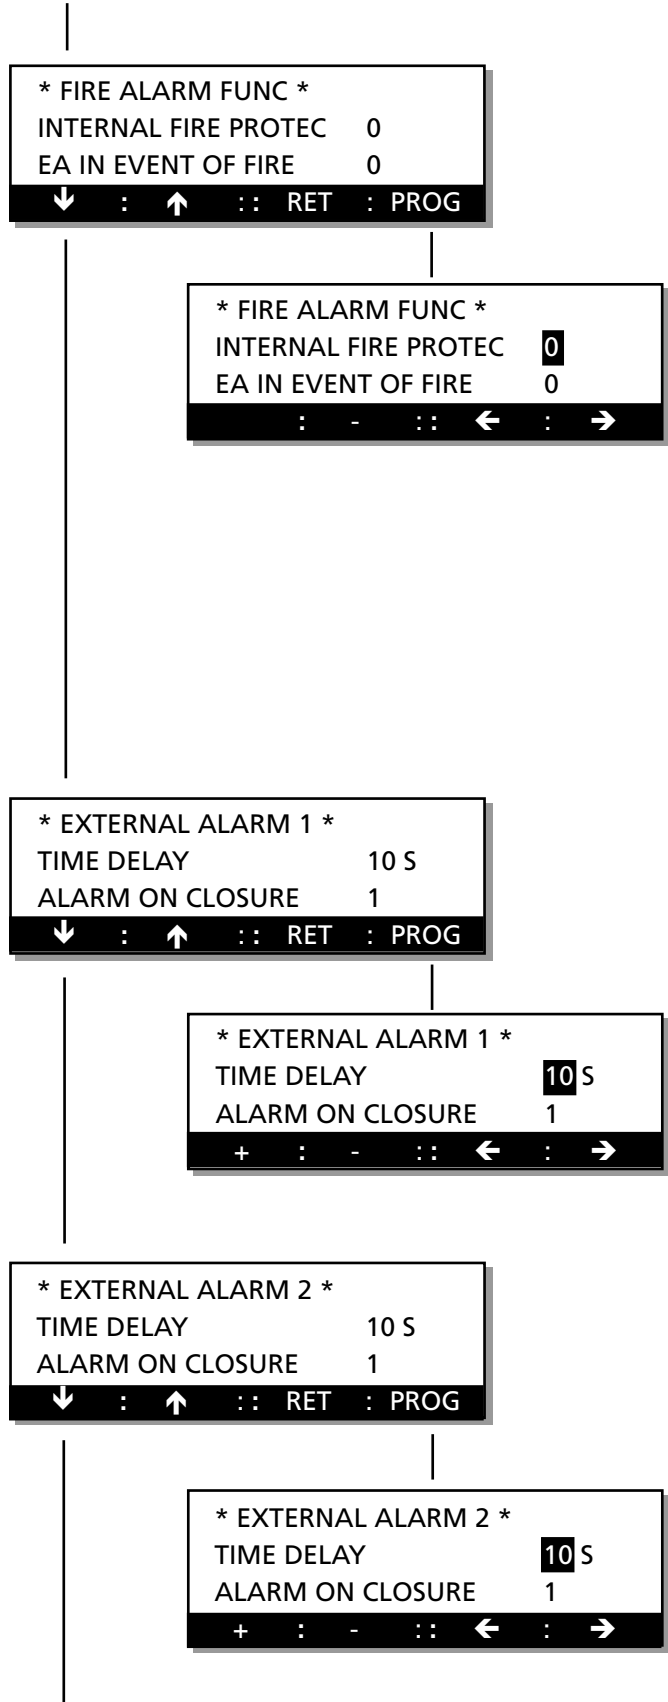 * FIRE ALARM FUNC *
INTERNAL FIRE PROTEC 0
EA IN EVENT OF FIRE 0
↓ : ↑ :: RET : PROG
* FIRE ALARM FUNC *
INTERNAL FIRE PROTEC 0
EA IN EVENT OF FIRE 0
: - :: ← : →
* EXTERNAL ALARM 1 *
TIME DELAY 10 S
ALARM ON CLOSURE 1
↓ : ↑ :: RET : PROG
* EXTERNAL ALARM 1 *
TIME DELAY 10 S
ALARM ON CLOSURE 1
+ : - :: ← : →
* EXTERNAL ALARM 2 *
TIME DELAY 10 S
ALARM ON CLOSURE 1
↓ : ↑ :: RET : PROG
* EXTERNAL ALARM 2 *
TIME DELAY 10 S
ALARM ON CLOSURE 1
+ : - :: ← : →